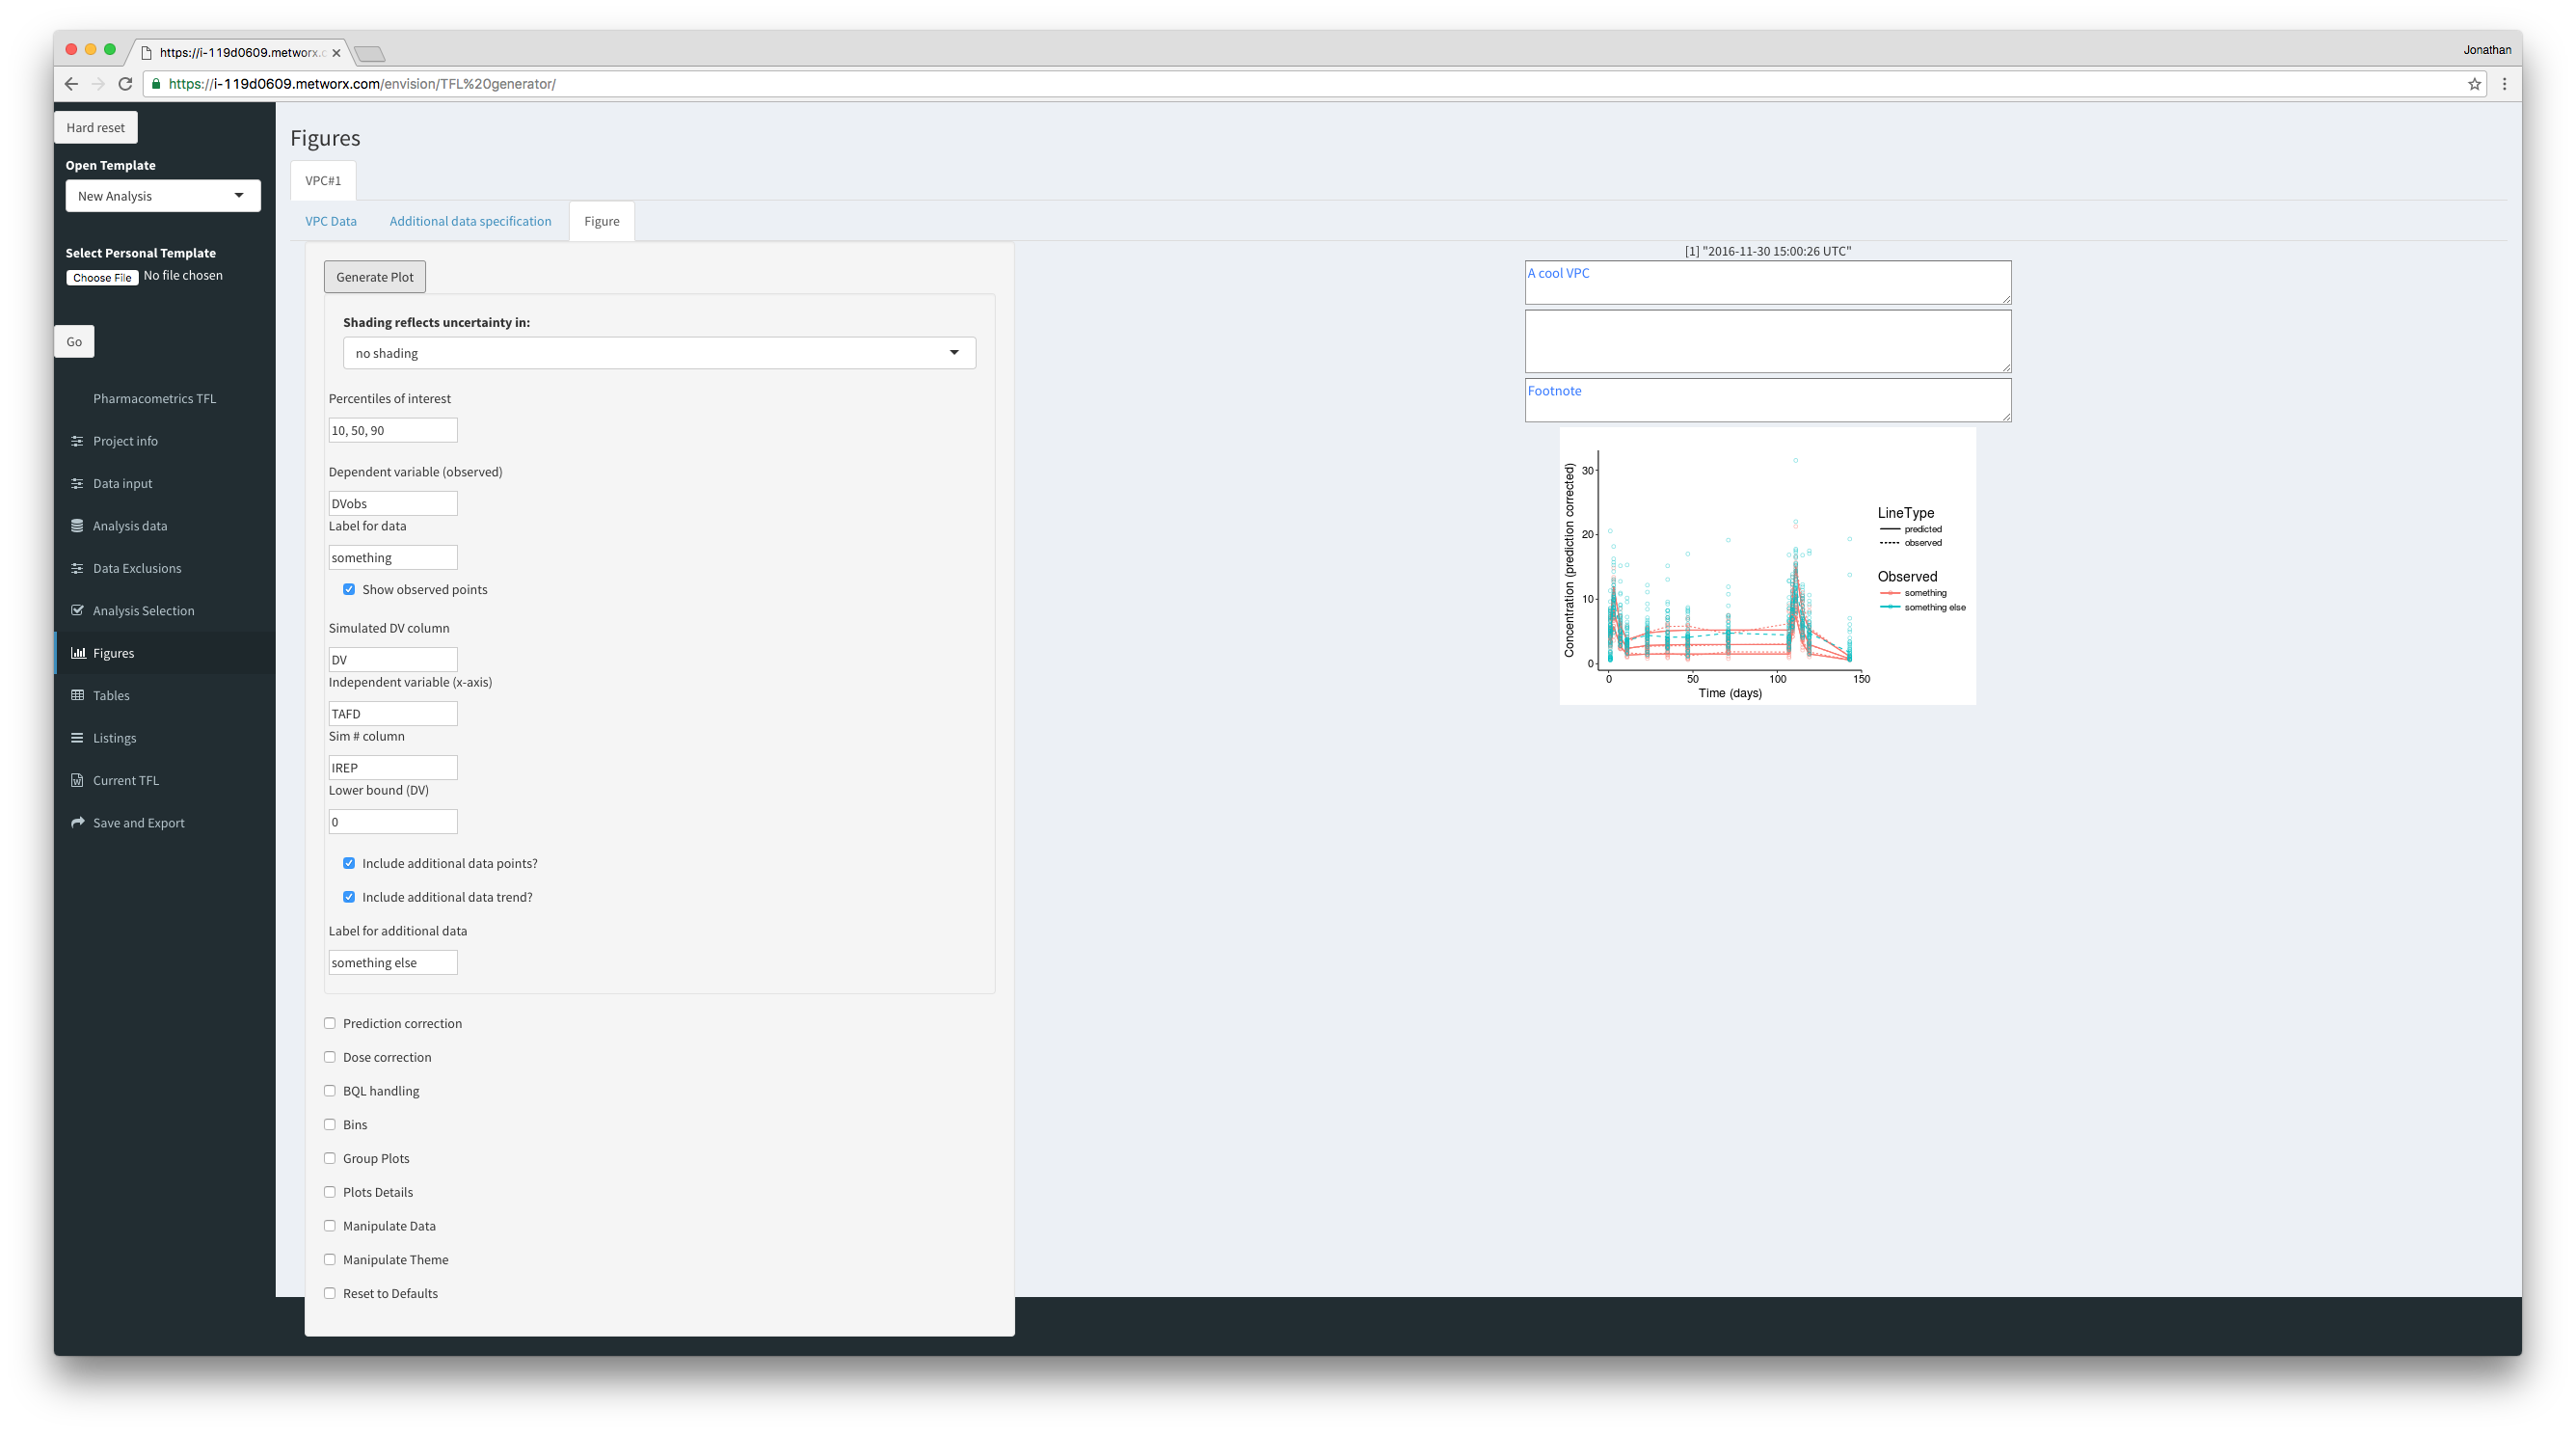 https://i-119d0609.metworx.c
Jonathan
https://i-119d0609.metworx.com/envision/TFL%20generator/
Hard reset
Open Template
New Analysis
Select Personal Template
Choose File No file chosen
Go
Pharmacometrics TFL
Project info
Data input
Analysis data
Data Exclusions
Analysis Selection
Figures
Tables
Listings
Current TFL
Save and Export
Figures
VPC#1
VPC Data Additional data specification Figure
Generate Plot
Shading reflects uncertainty in:
no shading
Percentiles of interest
10, 50, 90
Dependent variable (observed)
DVobs
Label for data
something
Show observed points
Simulated DV column
DV
Independent variable (x-axis)
TAFD
Sim # column
IREP
Lower bound (DV)
0
Include additional data points?
Include additional data trend?
Label for additional data
something else
Prediction correction
Dose correction
BQL handling
Bins
Group Plots
Plots Details
Manipulate Data
Manipulate Theme
Reset to Defaults
[1] "2016-11-30 15:00:26 UTC"
A cool VPC
Footnote
Concentration (prediction corrected)
30
20
10
0
0 50 100 150
Time (days)
LineType
predicted
observed
Observed
something
something else